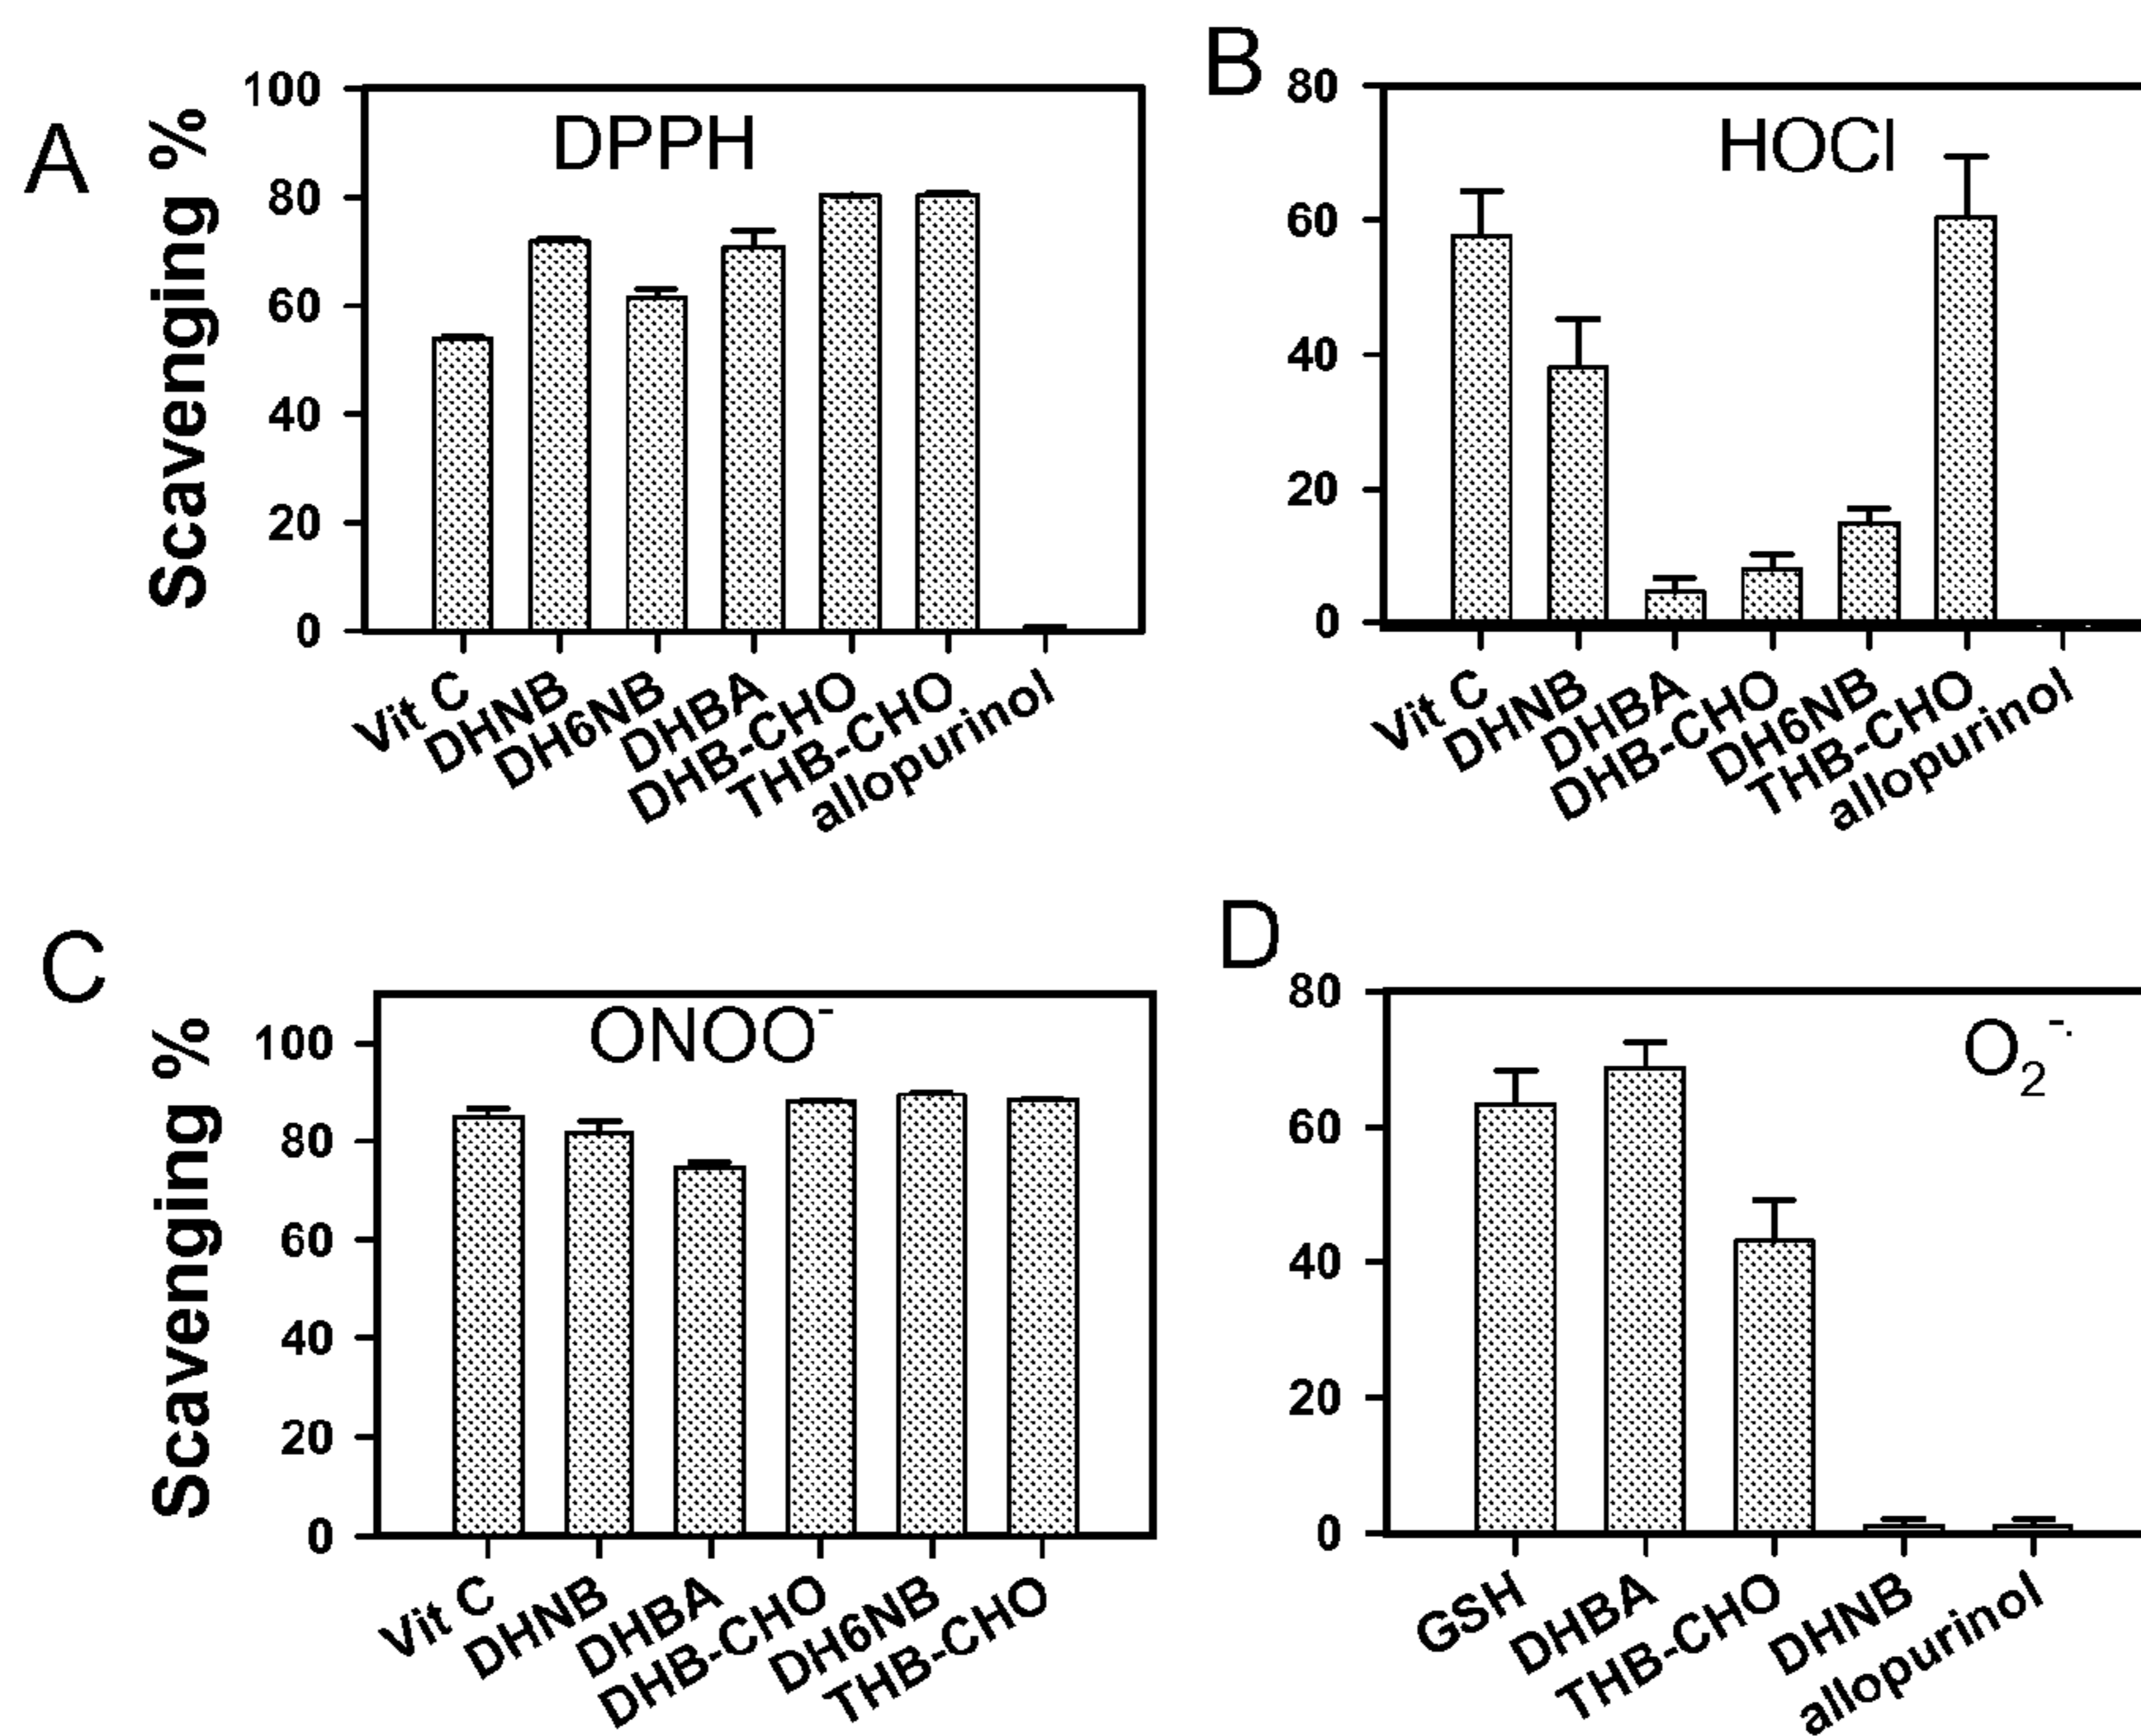 A
Scavenging %
DPPH
100
80
60
40
20
0
Vit C
DHNB
DH6NB
DHBA
DHB-CHO
THB-CHO
allopurinol
B
HOCl
80
60
40
20
0
Vit C
DHNB
DHBA
DHB-CHO
DH6NB
THB-CHO
allopurinol
C
Scavenging %
ONOO⁻
100
80
60
40
20
0
Vit C
DHNB
DHBA
DHB-CHO
DH6NB
THB-CHO
D
O₂⁻·
80
60
40
20
0
GSH
DHBA
THB-CHO
DHNB
allopurinol